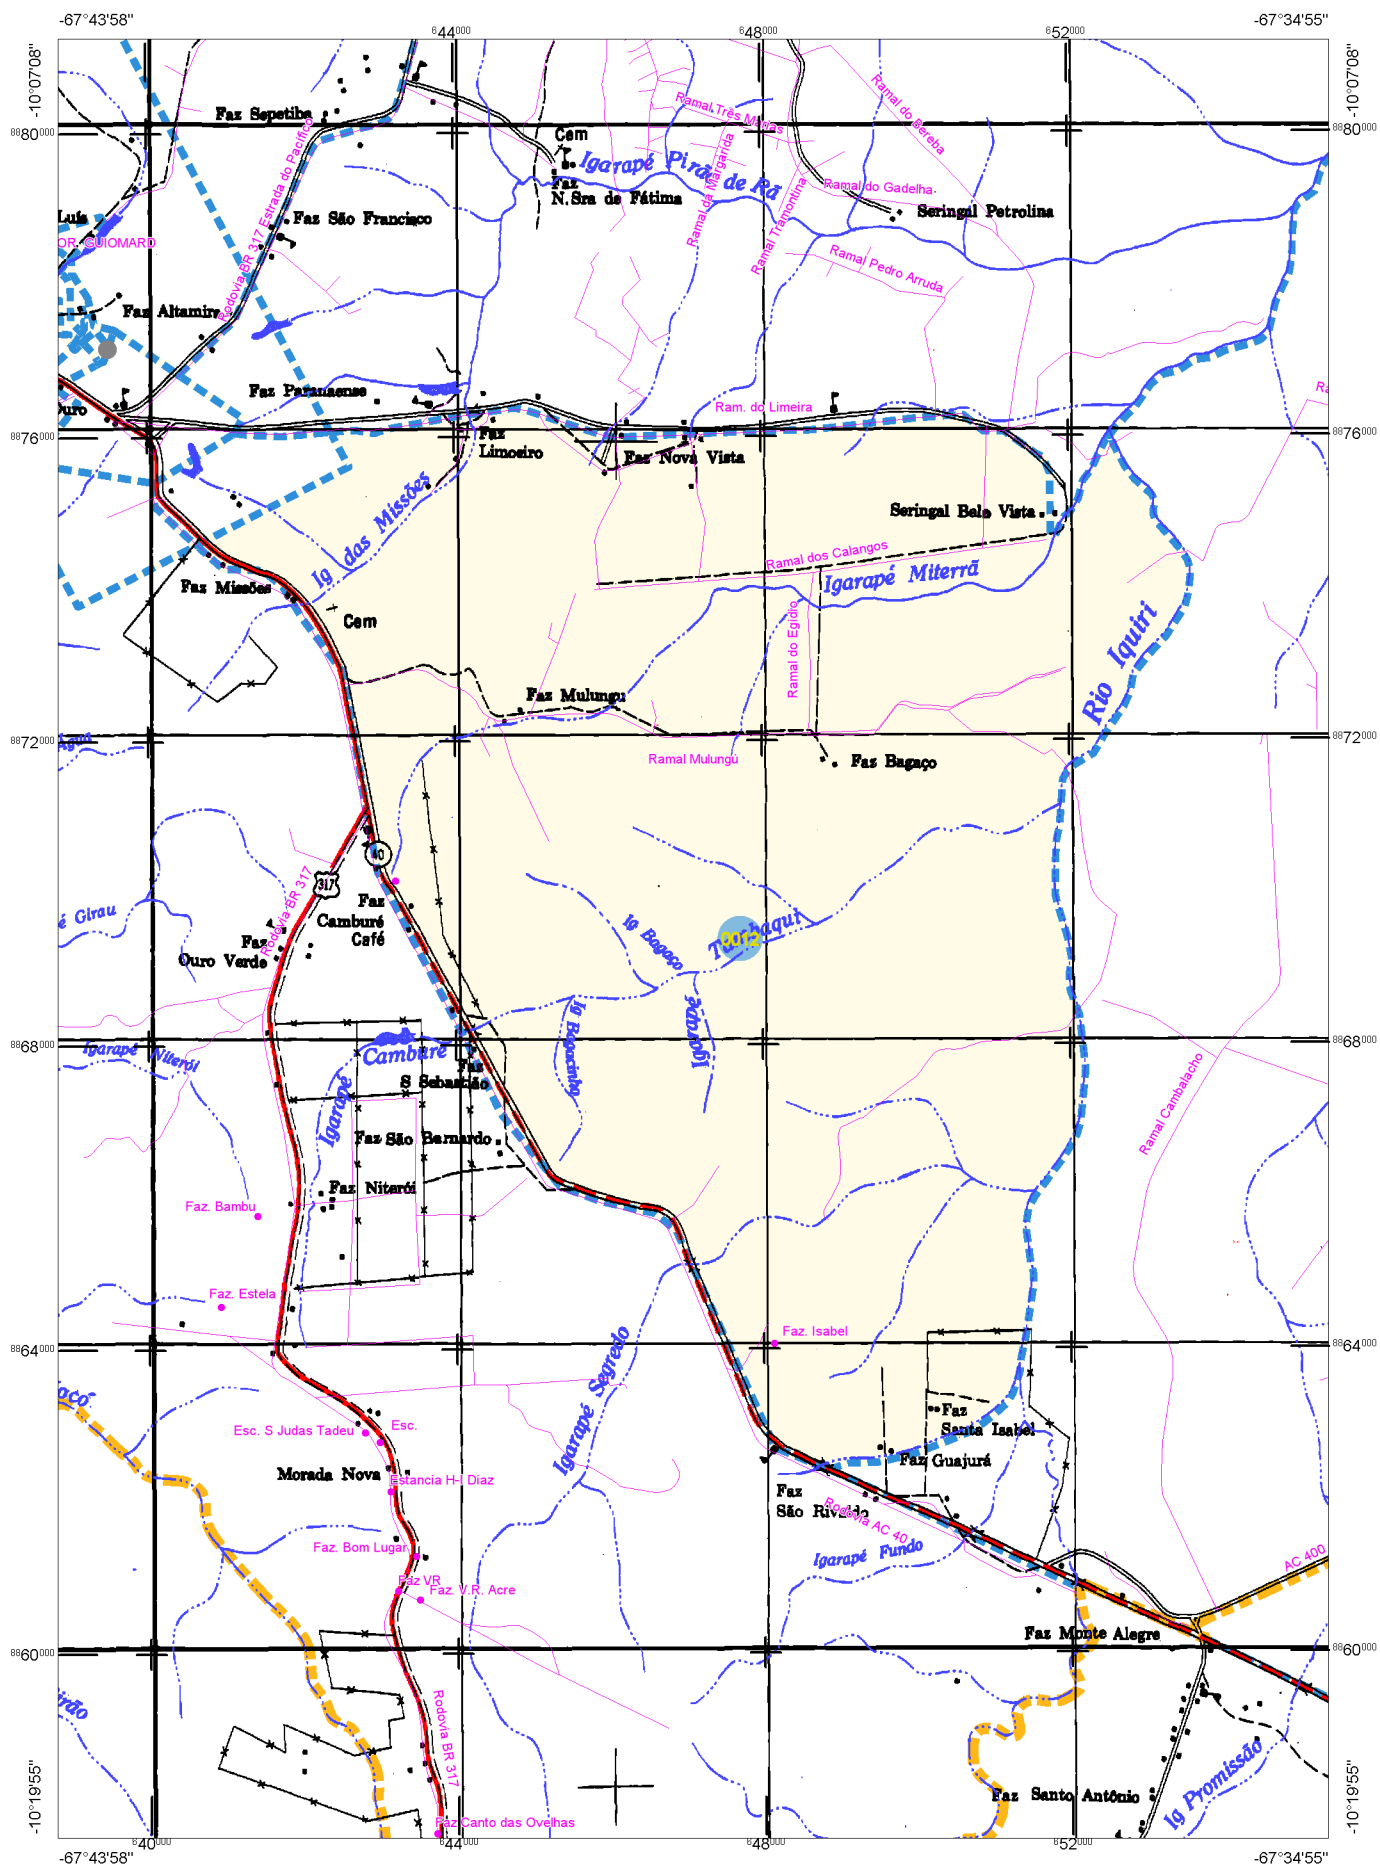 -67°43'58"
-67°34'55"
644000
648000
652000
-10°07'08"
-10°07'08"
Ramal do Bereba
Ramal Três Marias
Faz Sepetiba
8880000
8880000
Cem
Igarapé Pirão de Rã
Ramal da Margarida
Rodovia BR 317 Estrada do Pacífico
Faz
N.Sra de Fátima
Ramal do Gadelha
Ramal Tramontina
Luís
Faz São Francisco
Seringal Petrolina
OR. GUIOMARD
Ramal Pedro Arruda
Faz Altamira
Faz Paranaense
Ouro
Ram. do Limeira
8876000
8876000
Faz
Limoeiro
Faz Nova Vista
Ig das Missões
Seringal Bela Vista
Ramal dos Calangos
Igarapé Miterrã
Faz Missões
Cem
Ramal do Egídio
Rio Iquiri
Faz Mulungu
8872000
8872000
Ramal Mulungú
Faz Bagaço
40
317
Rodovia BR 317
Faz
Camburé
Café
é Girau
Ig Bagaço
0012
Faz
Ouro Verde
Igarapé
Ig Bagacinho
8868000
8868000
Igarapé Niterói
Igarapé
Camburé
Faz
S Sebastião
Ramal Cambalacho
Faz São Bernardo
Faz Niterói
Faz. Bambu
Faz. Estela
Faz. Isabel
8864000
8864000
Igarapé Segredo
Faz
Santa Isabel
Esc. S Judas Tadeu
Esc.
Faz Guajurá
Morada Nova
Estancia H-I Diaz
Faz
São Rivaldo
Rodovia AC 40
Faz. Bom Lugar
Igarapé Fundo
AC 400
Faz VR
Faz. V.R. Acre
Faz Monte Alegre
8860000
8860000
Rodovia BR 317
Ig Promissão
Faz Santo Antônio
-10°19'55"
-10°19'55"
Faz Canto das Ovelhas
640000
644000
648000
652000
-67°43'58"
-67°34'55"